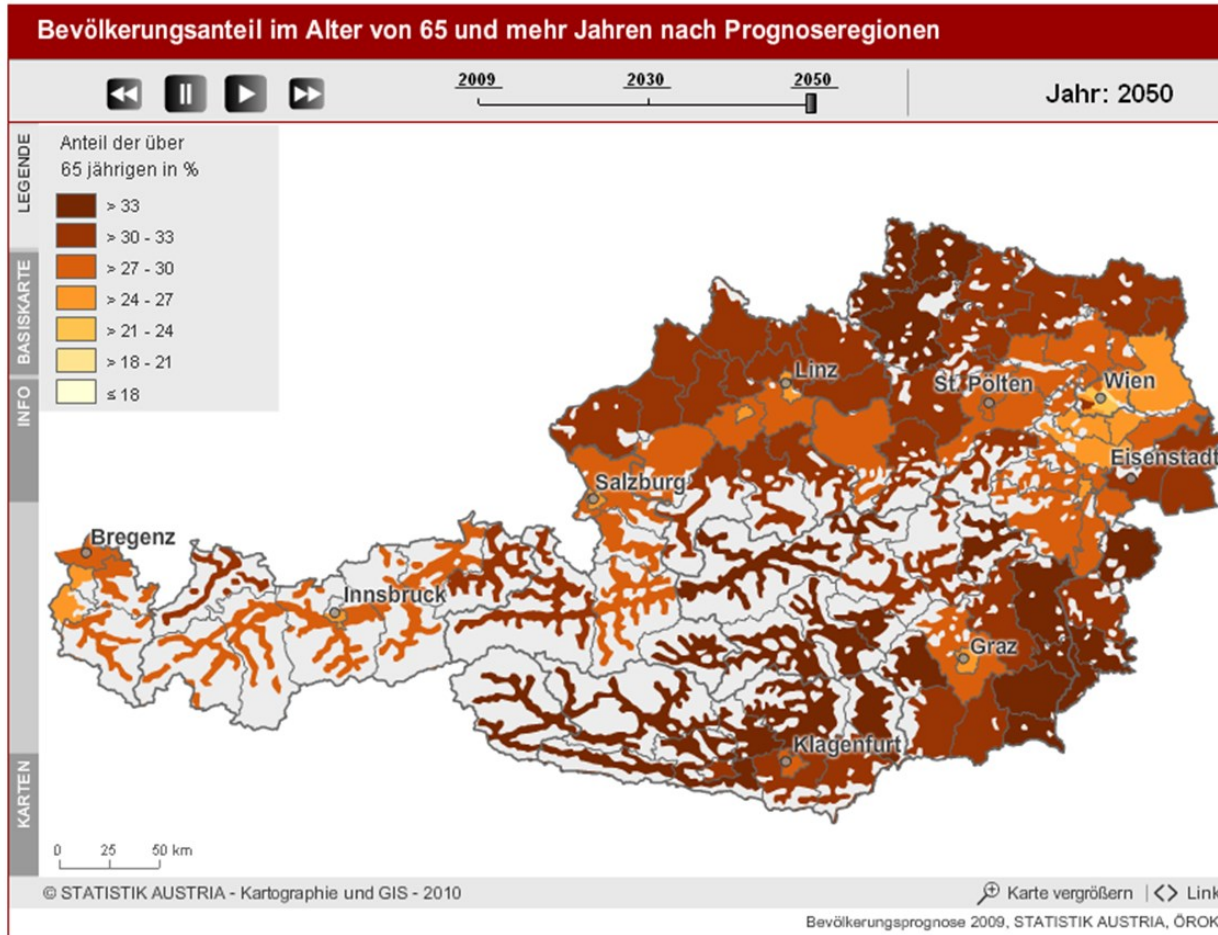 Bevölkerungsanteil im Alter von 65 und mehr Jahren nach Prognoseregionen
2009 2030 2050
Jahr: 2050
LEGENDE
BASISKARTE
INFO
KARTEN
Anteil der über
65 jährigen in %
> 33
> 30 - 33
> 27 - 30
> 24 - 27
> 21 - 24
> 18 - 21
≤ 18
Linz
St. Pölten
Wien
Eisenstadt
Salzburg
Bregenz
Innsbruck
Graz
Klagenfurt
0 25 50 km
© STATISTIK AUSTRIA - Kartographie und GIS - 2010
Karte vergrößern | <> Link
Bevölkerungsprognose 2009, STATISTIK AUSTRIA, ÖROK